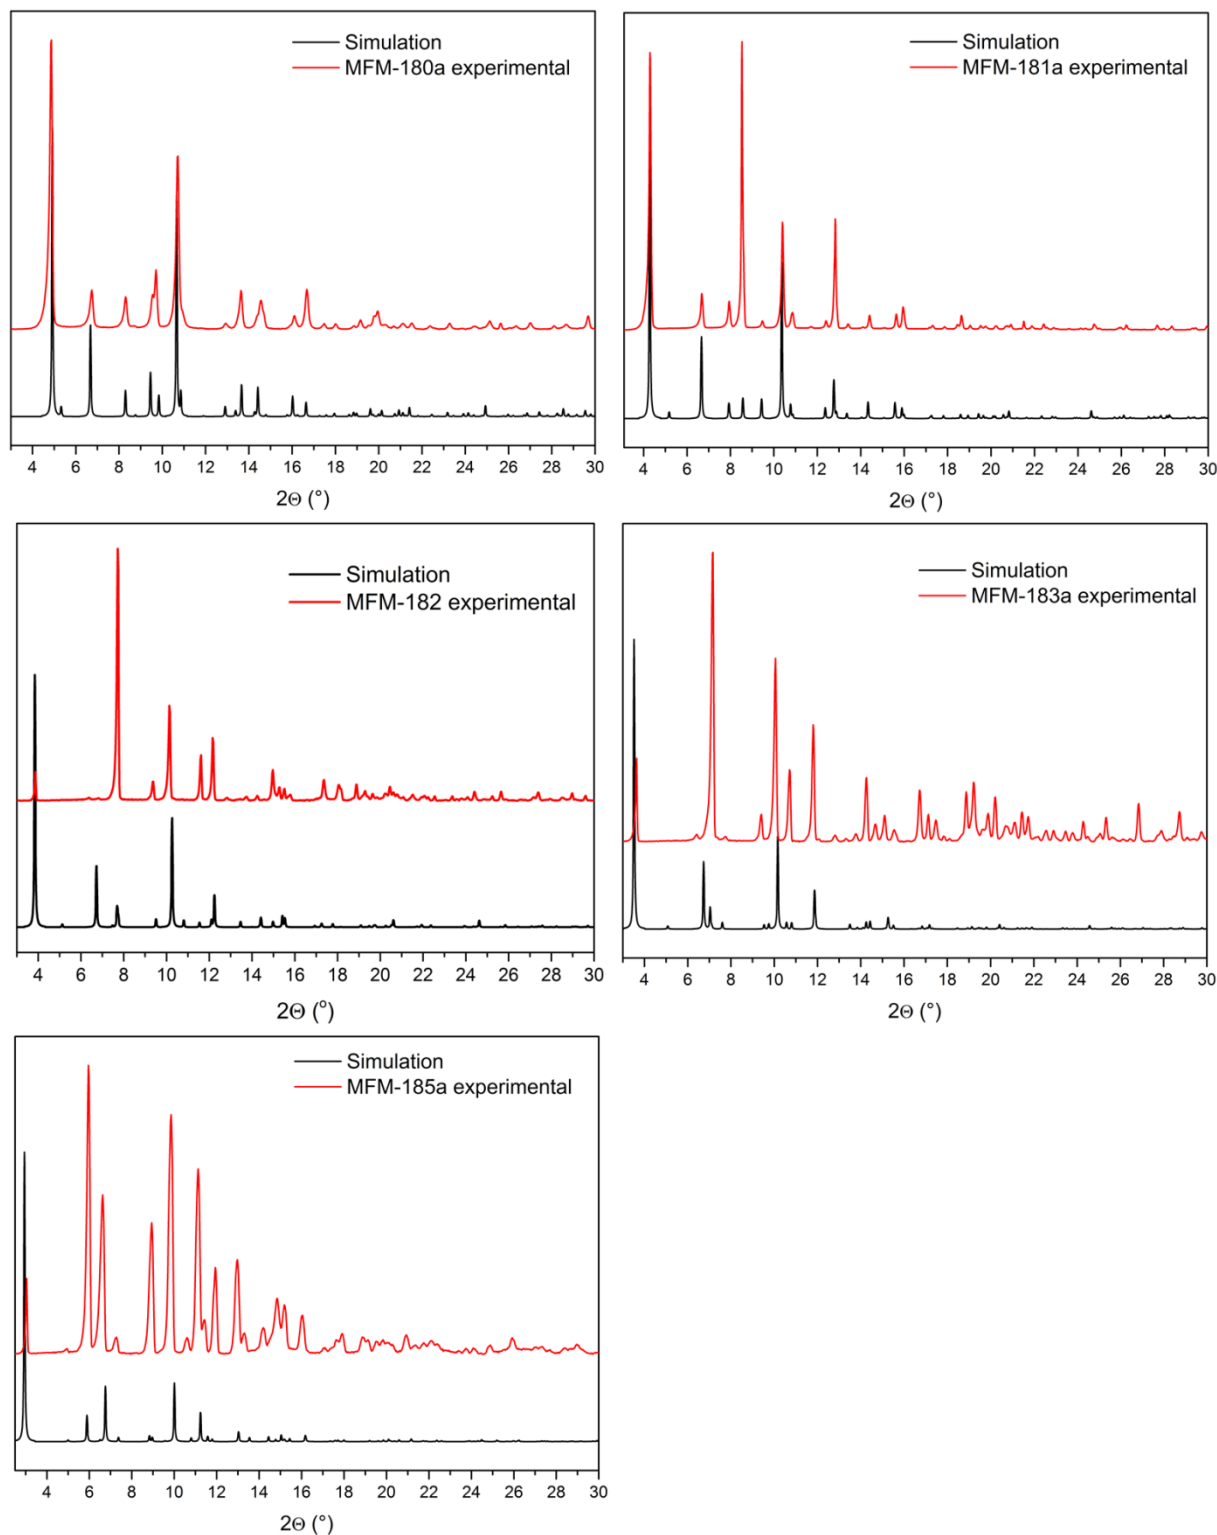 Simulation
MFM-180a experimental
4 6 8 10 12 14 16 18 20 22 24 26 28 30
2Θ (°)
Simulation
MFM-181a experimental
4 6 8 10 12 14 16 18 20 22 24 26 28 30
2Θ (°)
Simulation
MFM-182 experimental
4 6 8 10 12 14 16 18 20 22 24 26 28 30
2Θ (°)
Simulation
MFM-183a experimental
4 6 8 10 12 14 16 18 20 22 24 26 28 30
2Θ (°)
Simulation
MFM-185a experimental
4 6 8 10 12 14 16 18 20 22 24 26 28 30
2Θ (°)